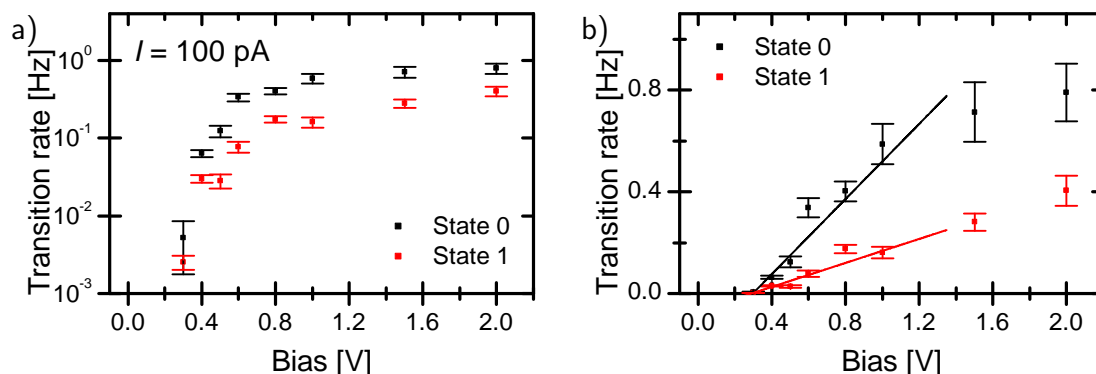 a)
I = 100 pA
Transition rate [Hz]
10⁰
10⁻¹
10⁻²
10⁻³
State 0
State 1
0.0 0.4 0.8 1.2 1.6 2.0
Bias [V]
b)
State 0
State 1
Transition rate [Hz]
0.8
0.4
0.0
0.0 0.4 0.8 1.2 1.6 2.0
Bias [V]